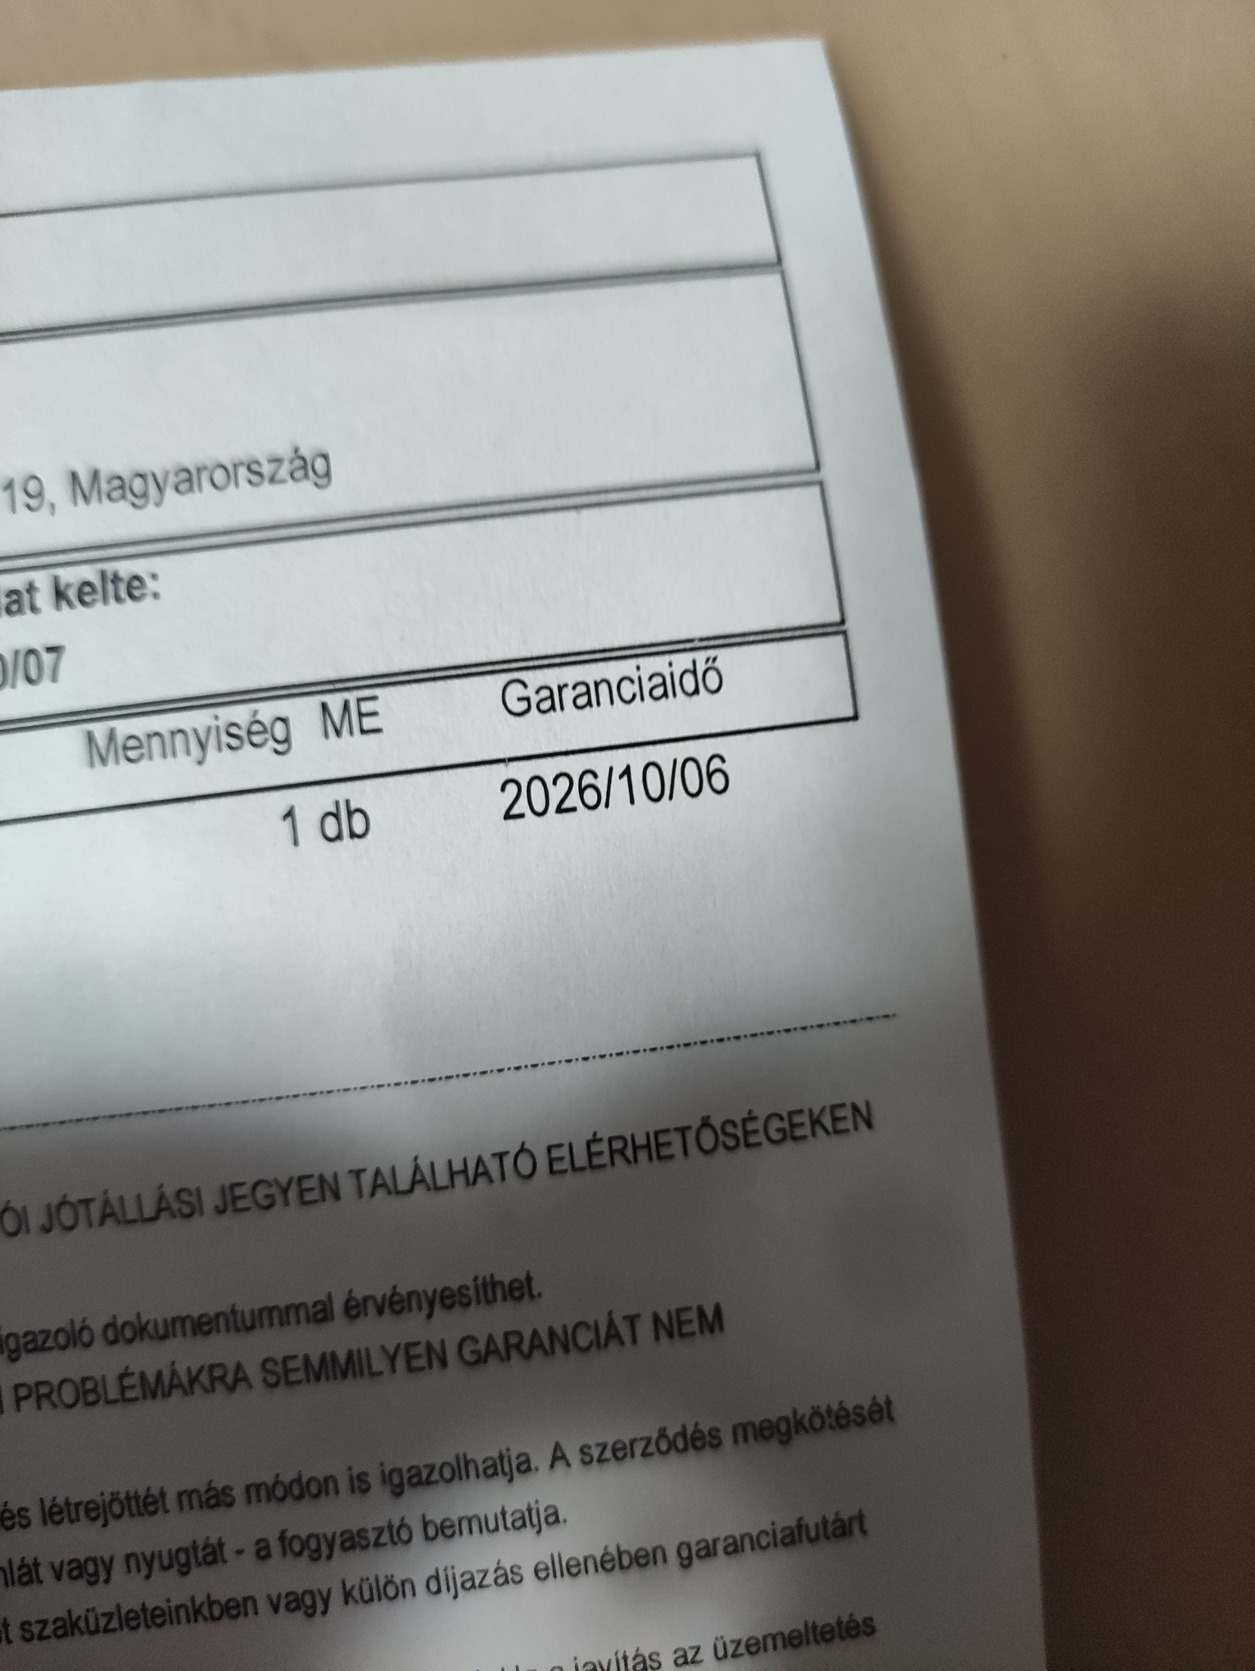 19, Magyarország
lat kelte:
0/07
Mennyiség ME Garanciaidő
1 db 2026/10/06
ÓI JÓTÁLLÁSI JEGYEN TALÁLHATÓ ELÉRHETŐSÉGEKEN
igazoló dokumentummal érvényesíthet.
PROBLÉMÁKRA SEMMILYEN GARANCIÁT NEM
és létrejöttét más módon is igazolhatja. A szerződés megkötését
vagy nyugtát - a fogyasztó bemutatja.
szaküzleteinkben vagy külön díjazás ellenében garanciafutárt
javítás az üzemeltetés